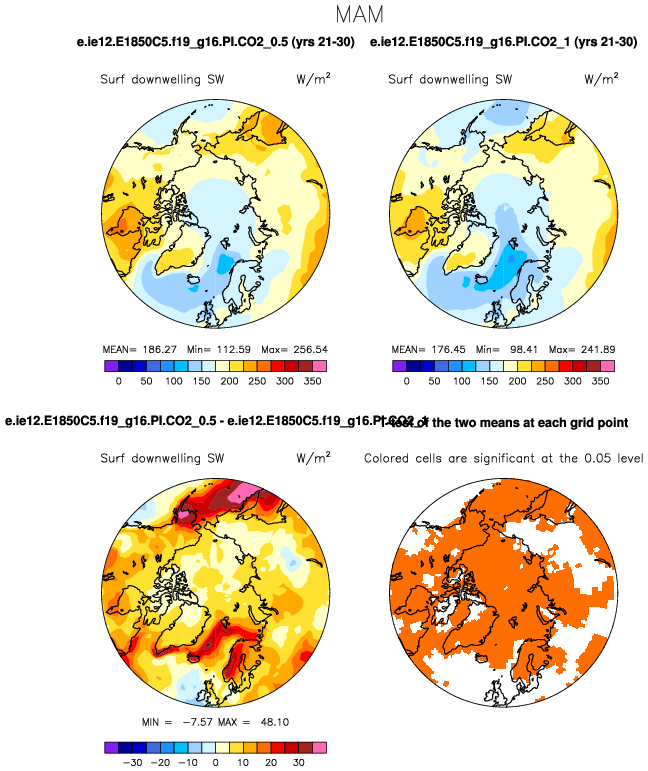 MAM
e.ie12.E1850C5.f19_g16.PI.CO2_0.5 (yrs 21-30) e.ie12.E1850C5.f19_g16.PI.CO2_1 (yrs 21-30)
Surf downwelling SW W/m² Surf downwelling SW W/m²
MEAN= 186.27 Min= 112.59 Max= 256.54 MEAN= 176.45 Min= 98.41 Max= 241.89
0 50 100 150 200 250 300 350 0 50 100 150 200 250 300 350
e.ie12.E1850C5.f19_g16.PI.CO2_0.5 - e.ie12.E1850C5.f19_g16.PI.CO2_1 T-test of the two means at each grid point
Surf downwelling SW W/m² Colored cells are significant at the 0.05 level
MIN = -7.57 MAX = 48.10
-30 -20 -10 0 10 20 30